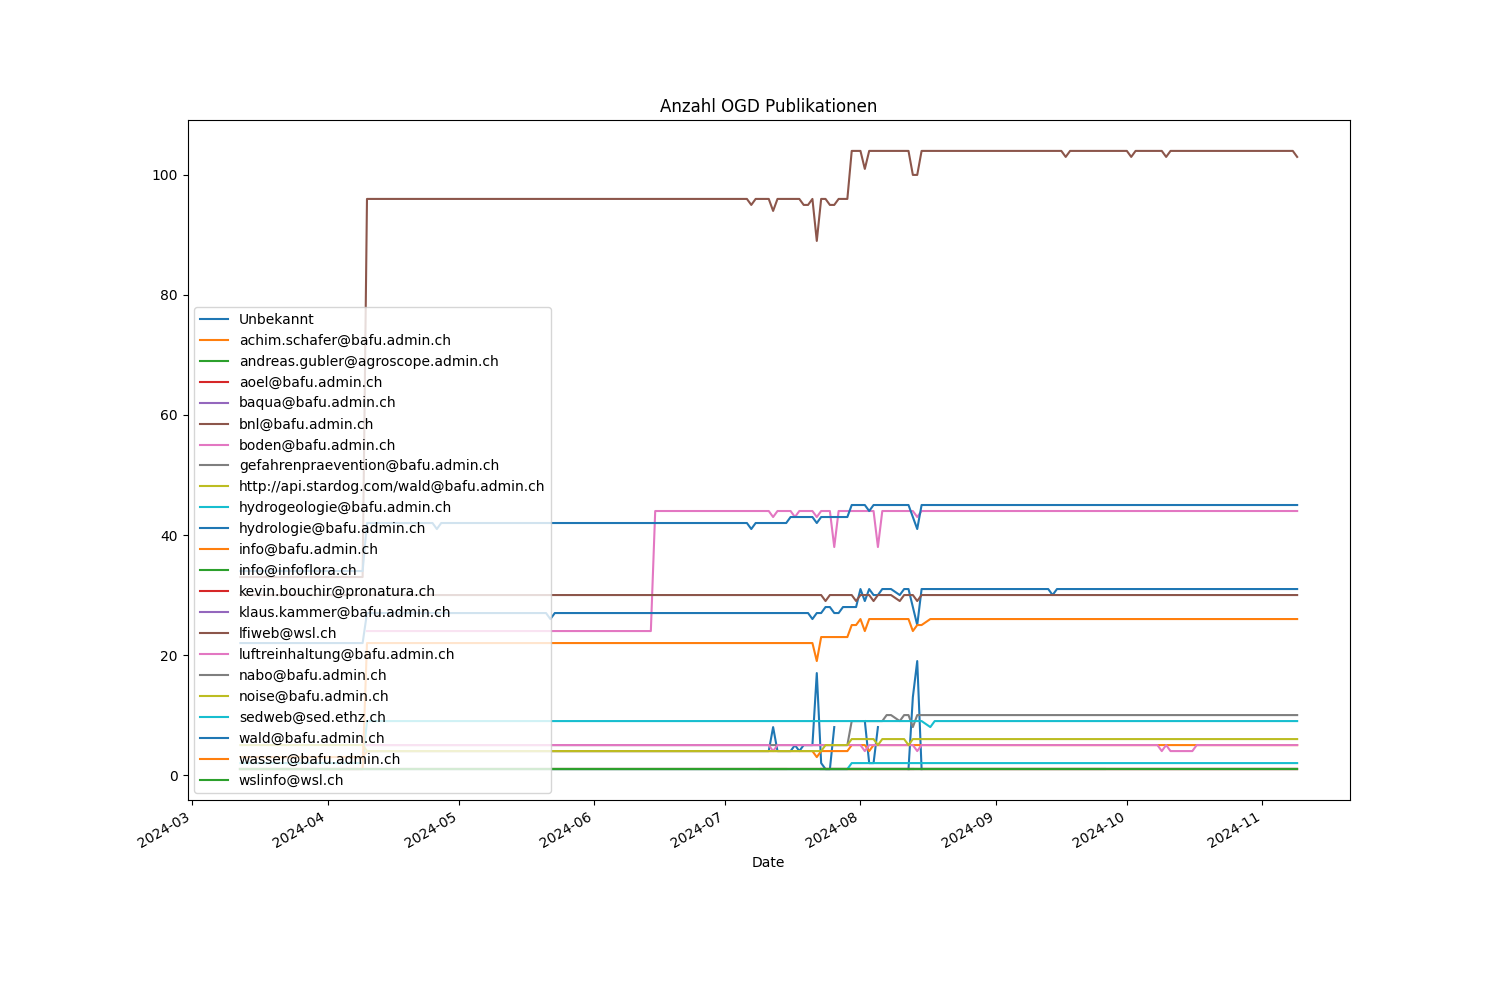 Anzahl OGD Publikationen
100
80
60
40
20
0
Unbekannt
achim.schafer@bafu.admin.ch
andreas.gubler@agroscope.admin.ch
aoel@bafu.admin.ch
baqua@bafu.admin.ch
bnl@bafu.admin.ch
boden@bafu.admin.ch
gefahrenpraevention@bafu.admin.ch
http://api.stardog.com/wald@bafu.admin.ch
hydrogeologie@bafu.admin.ch
hydrologie@bafu.admin.ch
info@bafu.admin.ch
info@infoflora.ch
kevin.bouchir@pronatura.ch
klaus.kammer@bafu.admin.ch
lfiweb@wsl.ch
luftreinhaltung@bafu.admin.ch
nabo@bafu.admin.ch
noise@bafu.admin.ch
sedweb@sed.ethz.ch
wald@bafu.admin.ch
wasser@bafu.admin.ch
wslinfo@wsl.ch
2024-03
2024-04
2024-05
2024-06
2024-07
2024-08
2024-09
2024-10
2024-11
Date